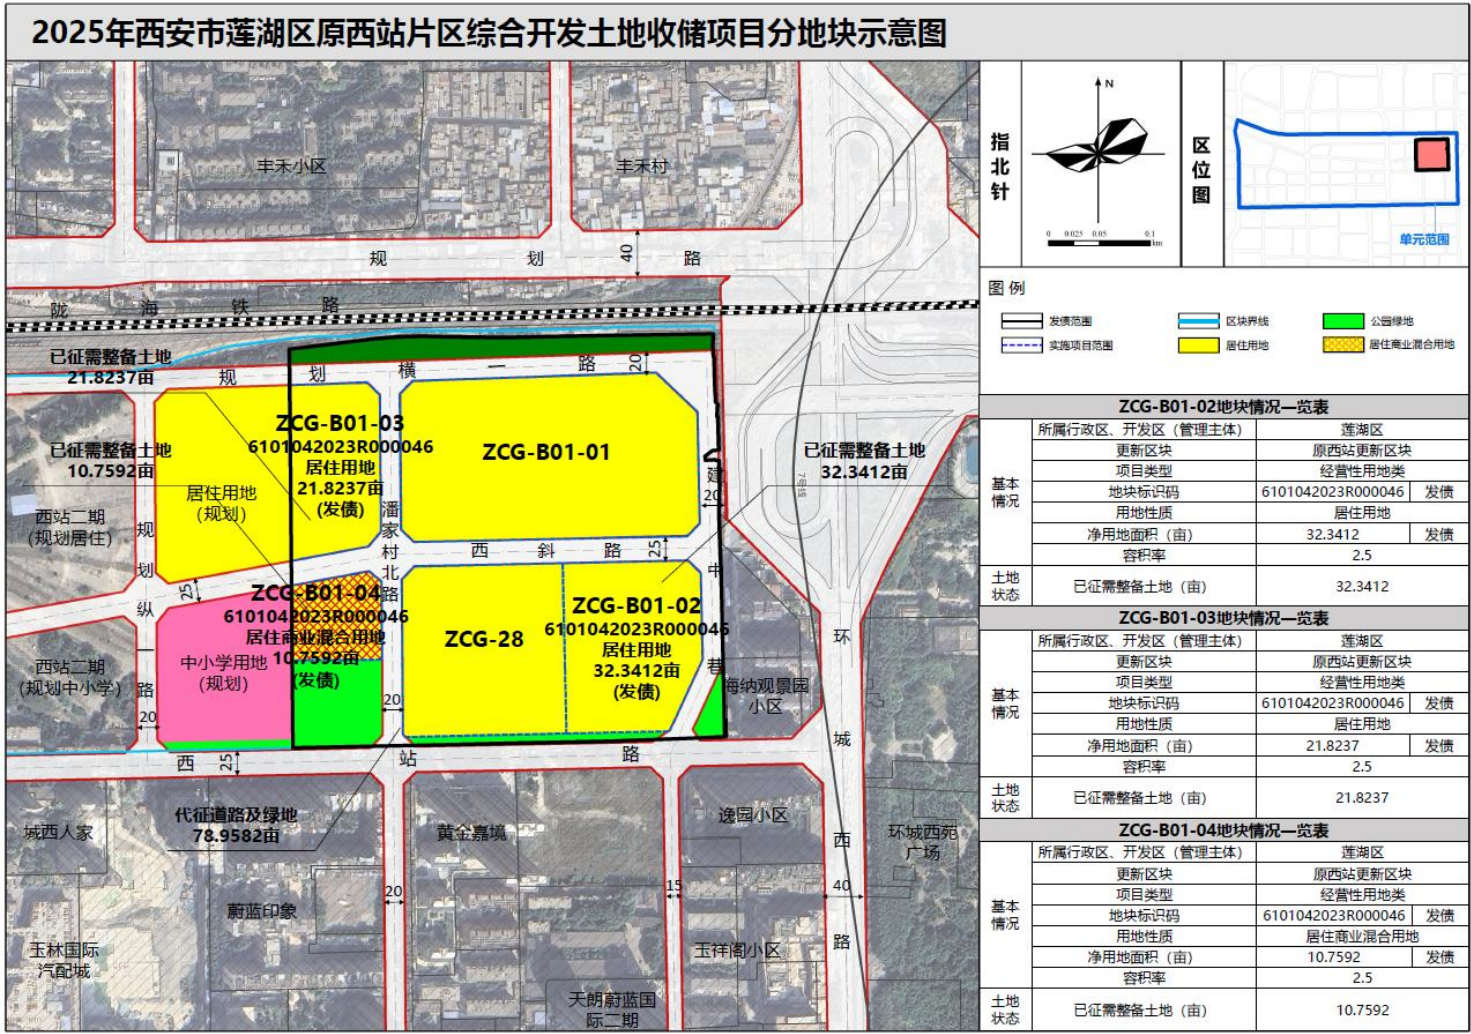 2025年西安市莲湖区原西站片区综合开发土地收储项目分地块示意图
丰禾小区
丰禾村
规划路
40
陇海铁路
已征需整备土地
21.8237亩
规划横一路
20
ZCG-B01-03
6101042023R000046
居住用地
21.8237亩
(发债)
ZCG-B01-01
已征需整备土地
10.7592亩
已征需整备土地
32.3412亩
居住用地
(规划)
西站二期
(规划居住)
规划纵一路
潘家村北路
建中巷
20
7号线
西斜路
25
25
ZCG-B01-04
6101042023R000046
居住商业混合用地
10.7592亩
(发债)
ZCG-28
ZCG-B01-02
6101042023R000046
居住用地
32.3412亩
(发债)
中小学用地
(规划)
西站二期
(规划中小学)
20
20
海纳观景园
小区
环城西路
西站路
25
代征道路及绿地
78.9582亩
城西人家
黄金嘉境
逸园小区
环城西苑
广场
20
15
40
蔚蓝印象
玉林国际
汽配城
玉祥阁小区
天朗蔚蓝国
际二期
指北针
N
0 0.025 0.05 0.1
km
区位图
单元范围
图例
发债范围
区块界线
公园绿地
实施项目范围
居住用地
居住商业混合用地
ZCG-B01-02地块情况一览表
基本情况
所属行政区、开发区（管理主体） 莲湖区
更新区块 原西站更新区块
项目类型 经营性用地类
地块标识码 6101042023R000046 发债
用地性质 居住用地
净用地面积（亩） 32.3412 发债
容积率 2.5
土地状态 已征需整备土地（亩） 32.3412
ZCG-B01-03地块情况一览表
基本情况
所属行政区、开发区（管理主体） 莲湖区
更新区块 原西站更新区块
项目类型 经营性用地类
地块标识码 6101042023R000046 发债
用地性质 居住用地
净用地面积（亩） 21.8237 发债
容积率 2.5
土地状态 已征需整备土地（亩） 21.8237
ZCG-B01-04地块情况一览表
基本情况
所属行政区、开发区（管理主体） 莲湖区
更新区块 原西站更新区块
项目类型 经营性用地类
地块标识码 6101042023R000046 发债
用地性质 居住商业混合用地
净用地面积（亩） 10.7592 发债
容积率 2.5
土地状态 已征需整备土地（亩） 10.7592